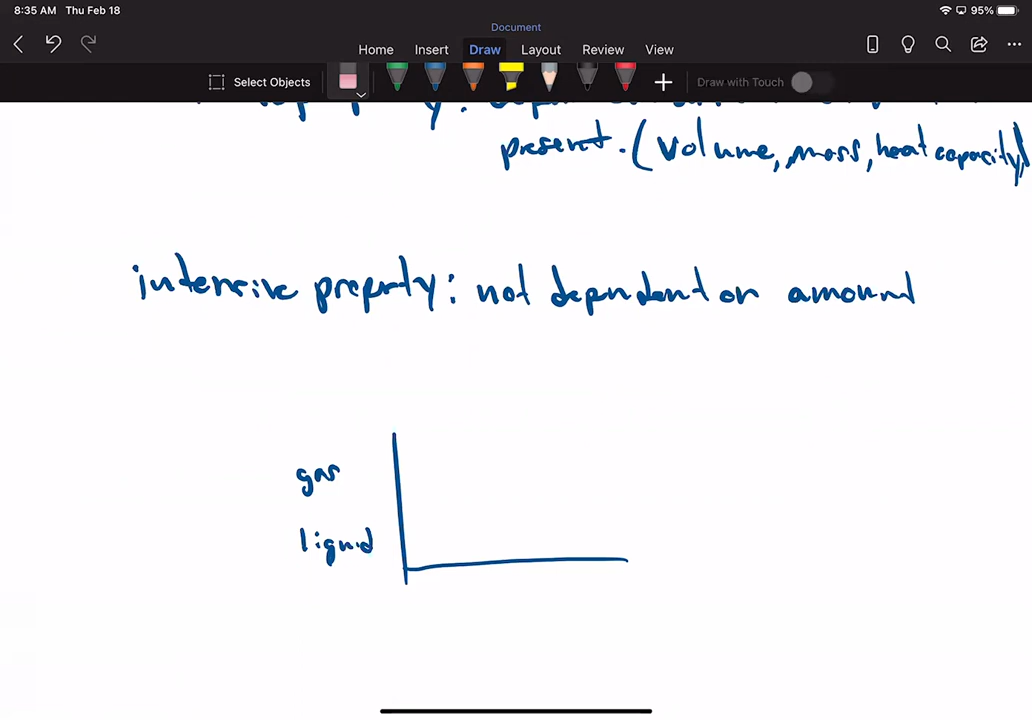 8:35 AM Thu Feb 18
95%
Document
Home Insert Draw Layout Review View
Select Objects
Draw with Touch
property:
present. (volume, mass, heat capacity)
intensive property: not dependent on amount
gas
liquid